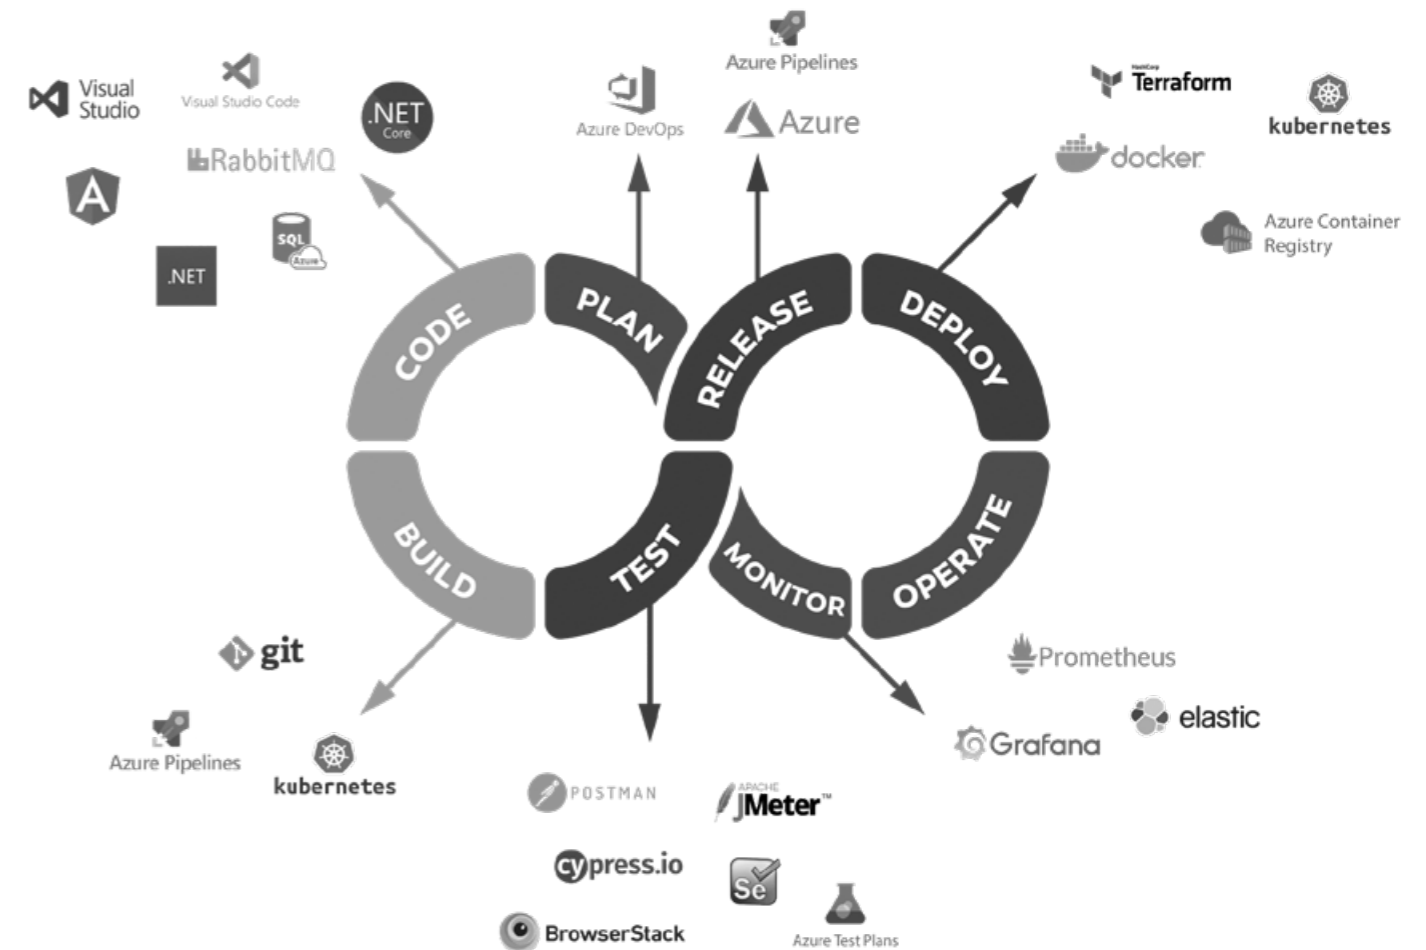 Visual
Studio
Visual Studio Code
.NET
Core
RabbitMQ
A
SQL
Azure
.NET
Azure DevOps
Azure Pipelines
Azure
HashiCorp
Terraform
kubernetes
docker
Azure Container
Registry
CODE
PLAN
RELEASE
DEPLOY
BUILD
TEST
MONITOR
OPERATE
git
Azure Pipelines
kubernetes
POSTMAN
APACHE
JMeter™
cypress.io
Se
BrowserStack
Azure Test Plans
Prometheus
elastic
Grafana